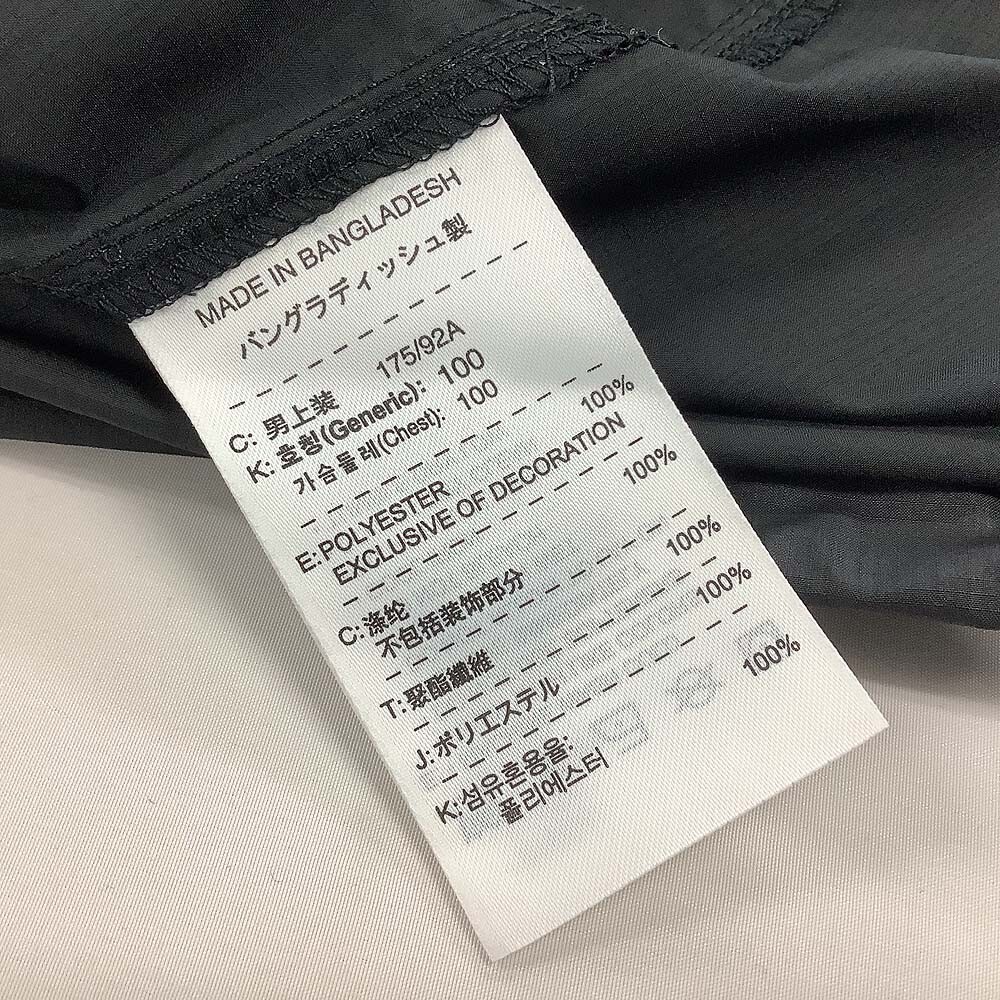 MADE IN BANGLADESH
バングラディッシュ製
C: 男上装 175/92A
K: 호칭(Generic): 100
가슴둘레(Chest): 100
E: POLYESTER 100%
EXCLUSIVE OF DECORATION
C: 涤纶 100%
不包括装饰部分
T: 聚酯纖維 100%
J: ポリエステル 100%
K: 섬유혼용율:
폴리에스터 100%